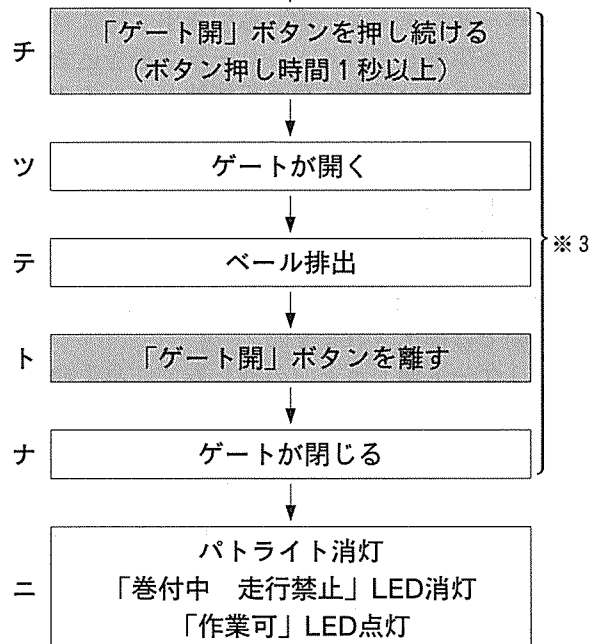 チ
「ゲート開」ボタンを押し続ける
(ボタン押し時間1秒以上)
ツ
ゲートが開く
テ
ベール排出
※3
ト
「ゲート開」ボタンを離す
ナ
ゲートが閉じる
ニ
パトライト消灯
「巻付中 走行禁止」LED消灯
「作業可」LED点灯